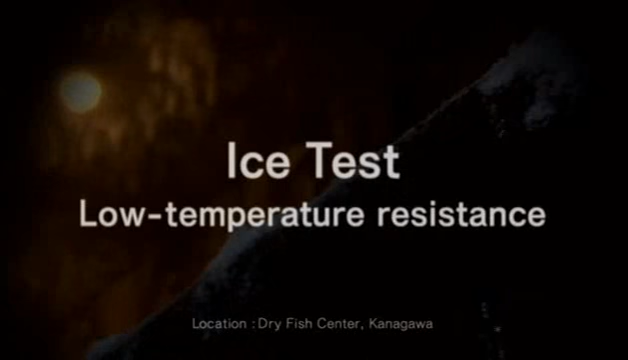 Ice Test
Low-temperature resistance
Location : Dry Fish Center, Kanagawa